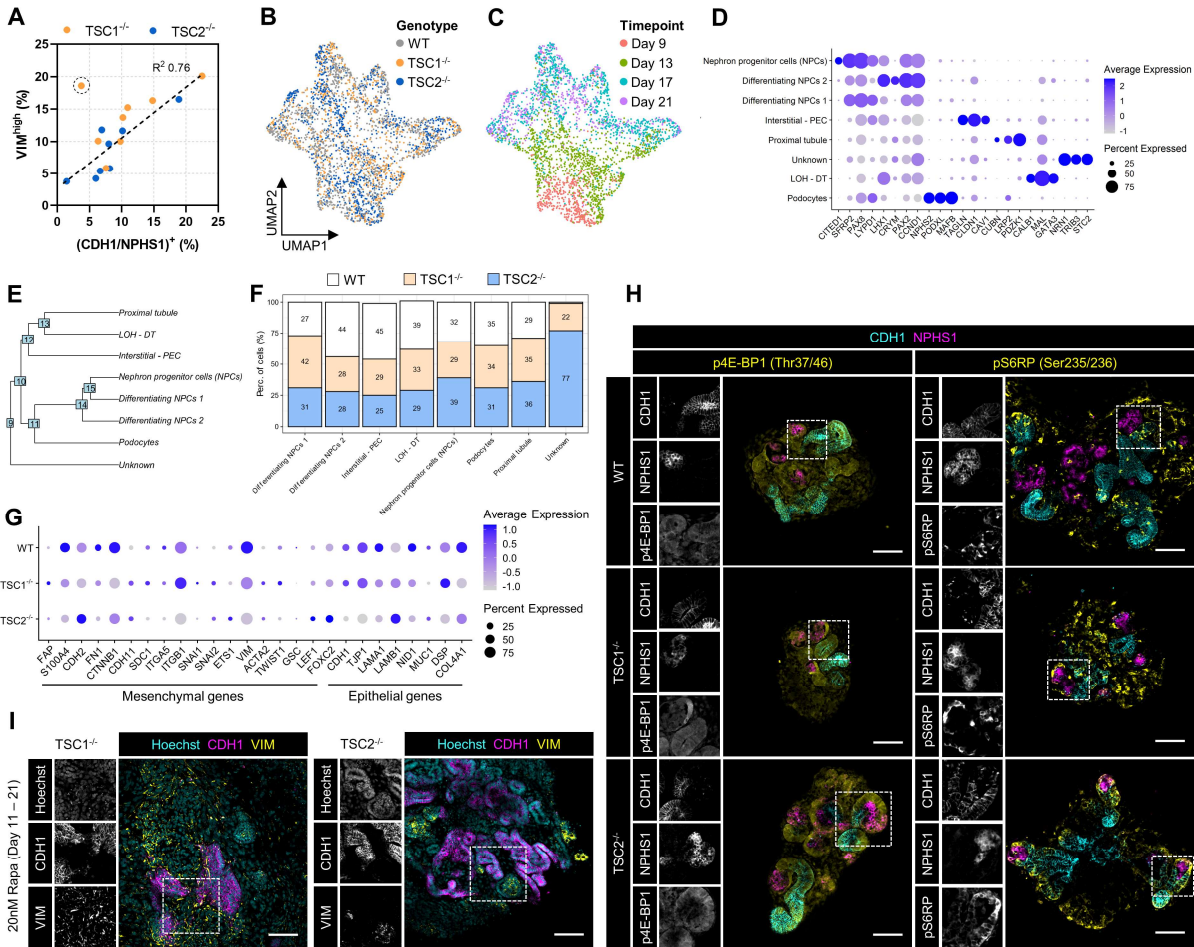 A
TSC1-/- TSC2-/-
R² 0.76
VIMhigh (%)
25
20
15
10
5
0
0 5 10 15 20 25
(CDH1/NPHS1)+ (%)
B
Genotype
WT
TSC1-/-
TSC2-/-
UMAP2
UMAP1
C
Timepoint
Day 9
Day 13
Day 17
Day 21
D
Nephron progenitor cells (NPCs)
Differentiating NPCs 2
Differentiating NPCs 1
Interstitial - PEC
Proximal tubule
Unknown
LOH - DT
Podocytes
CITED1
SFRP2
PAX8
LYPD1
LHX1
CRYM
PAX2
CCND1
NPHS2
PODXL
MAFB
TAGLN
CLDN1
CAV1
CUBN
LRP2
PDZK1
CALB1
MAL
GATA3
NRN1
TRIB3
STC2
Average Expression
2
1
0
-1
Percent Expressed
25
50
75
E
Proximal tubule
LOH - DT
Interstitial - PEC
Nephron progenitor cells (NPCs)
Differentiating NPCs 1
Differentiating NPCs 2
Podocytes
Unknown
13
12
10
15
14
11
9
F
WT TSC1-/- TSC2-/-
Perc. of cells (%)
100
75
50
25
0
27 44 45 39 32 35 29 22
42 28 29 33 29 34 35
31 28 25 29 39 31 36 77
Differentiating NPCs 1
Differentiating NPCs 2
Interstitial - PEC
LOH - DT
Nephron progenitor cells (NPCs)
Podocytes
Proximal tubule
Unknown
G
WT
TSC1-/-
TSC2-/-
FAP
S100A4
CDH2
FN1
CTNNB1
CDH11
SDC1
ITGA5
ITGB1
SNAI1
SNAI2
ETS1
VIM
ACTA2
TWIST1
GSC
LEF1
FOXC2
CDH1
TJP1
LAMA1
LAMB1
NID1
MUC1
DSP
COL4A1
Mesenchymal genes
Epithelial genes
Average Expression
1.0
0.5
0.0
-0.5
-1.0
Percent Expressed
25
50
75
H
CDH1 NPHS1
p4E-BP1 (Thr37/46)
pS6RP (Ser235/236)
WT
CDH1
NPHS1
p4E-BP1
CDH1
NPHS1
pS6RP
TSC1-/-
CDH1
NPHS1
p4E-BP1
CDH1
NPHS1
pS6RP
TSC2-/-
CDH1
NPHS1
p4E-BP1
CDH1
NPHS1
pS6RP
I
20nM Rapa (Day 11 – 21)
TSC1-/-
Hoechst CDH1 VIM
Hoechst
CDH1
VIM
TSC2-/-
Hoechst CDH1 VIM
Hoechst
CDH1
VIM